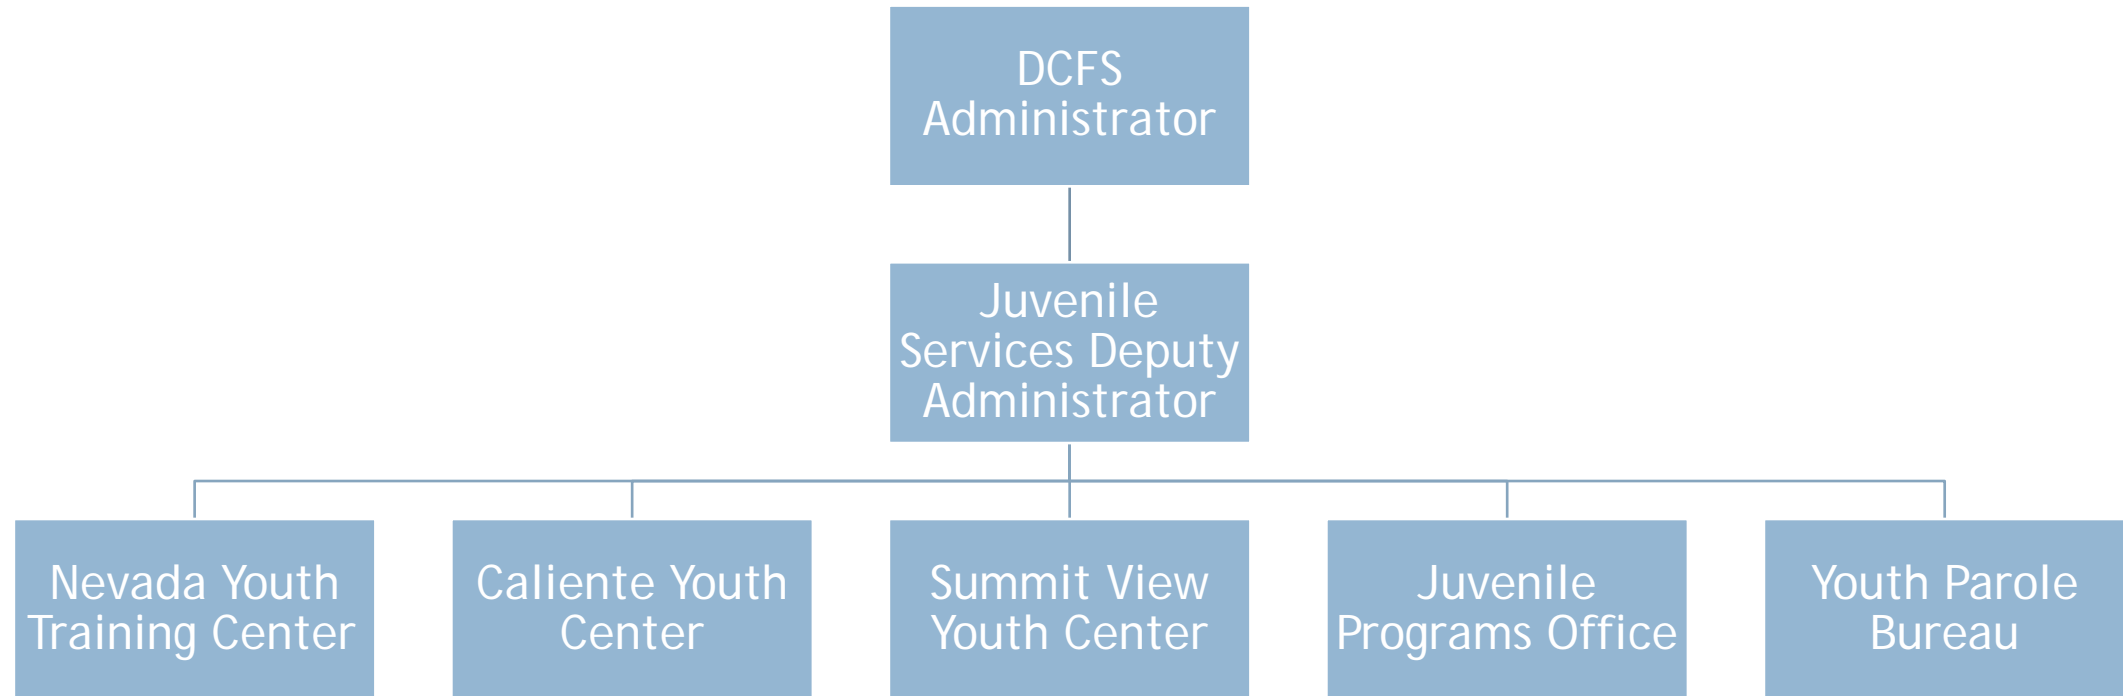 DCFS
Administrator
Juvenile
Services Deputy
Administrator
Nevada Youth
Training Center
Caliente Youth
Center
Summit View
Youth Center
Juvenile
Programs Office
Youth Parole
Bureau